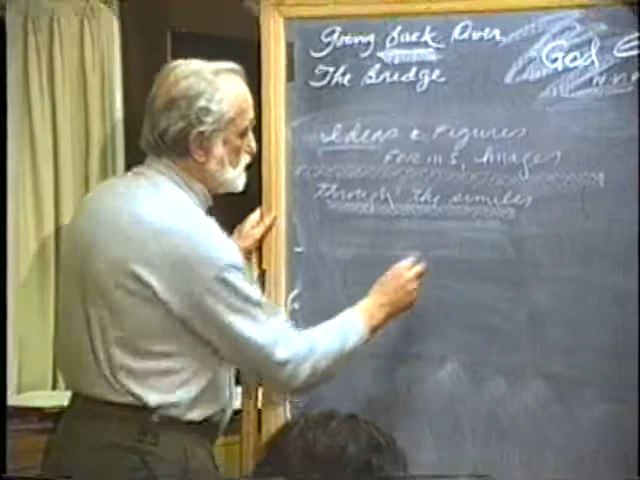 Going Back Over
The Bridge
God
Ideas & Figures
Forms, Images
through the similes